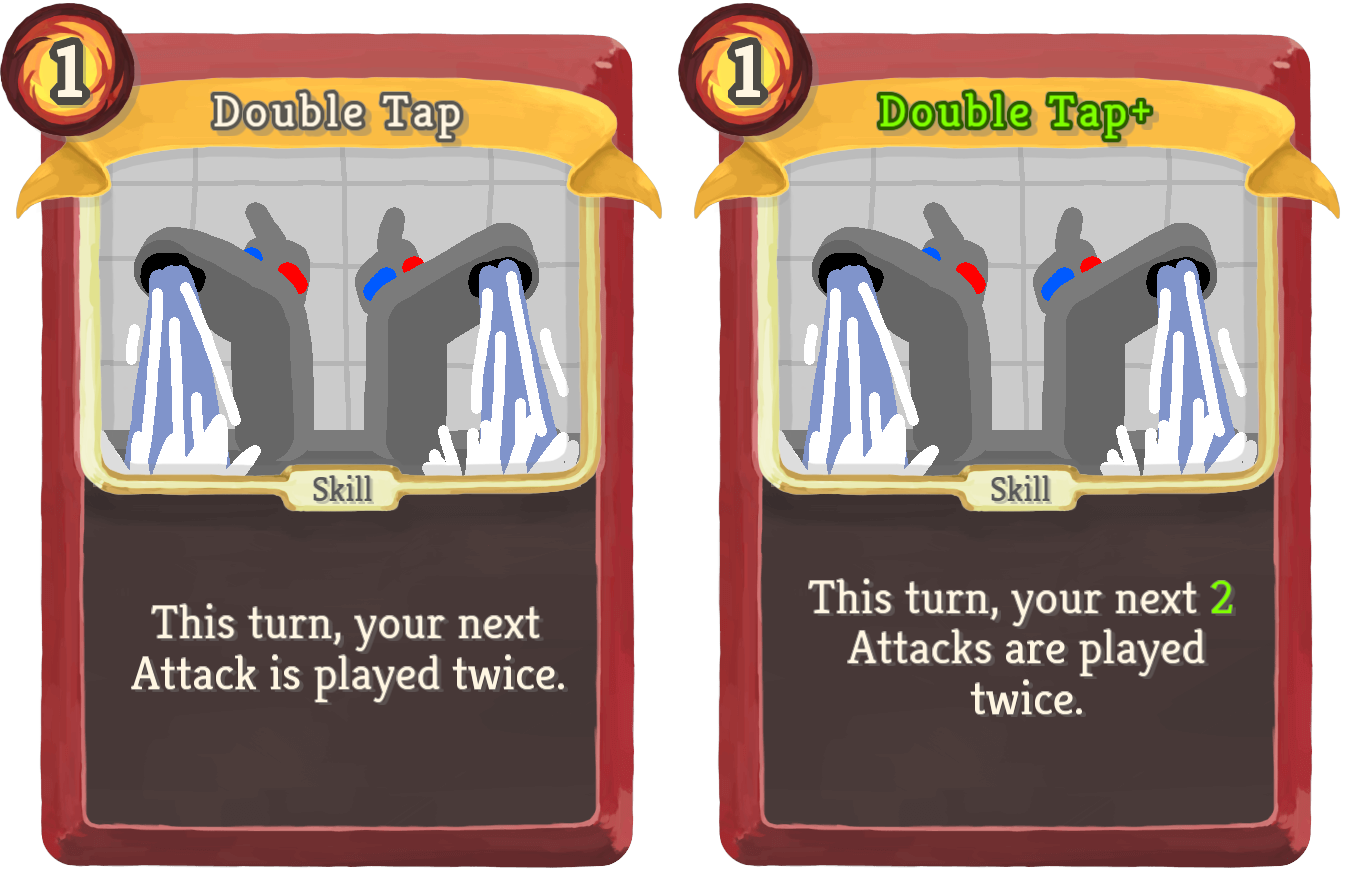 1
Double Tap
Skill
This turn, your next
Attack is played twice.
1
Double Tap+
Skill
This turn, your next 2
Attacks are played
twice.